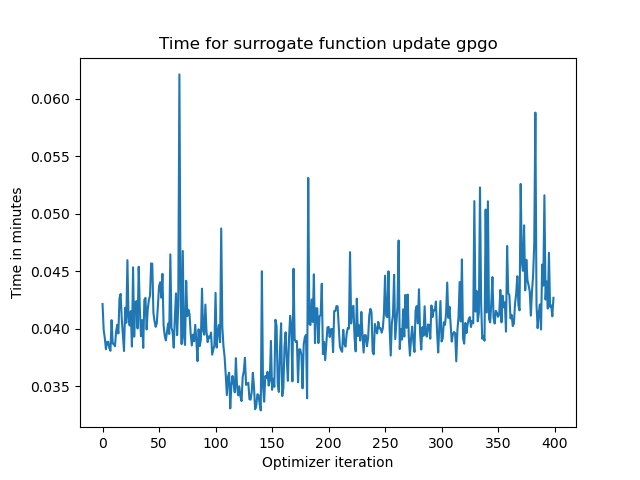 Time for surrogate function update gpgo
Time in minutes
0.060
0.055
0.050
0.045
0.040
0.035
0 50 100 150 200 250 300 350 400
Optimizer iteration